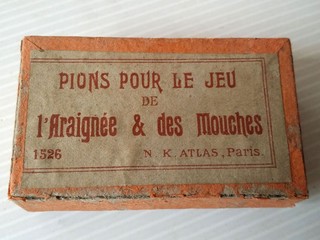 PIONS POUR LE JEU
DE
l'Araignée & des Mouches
1526 N. K. ATLAS, Paris.